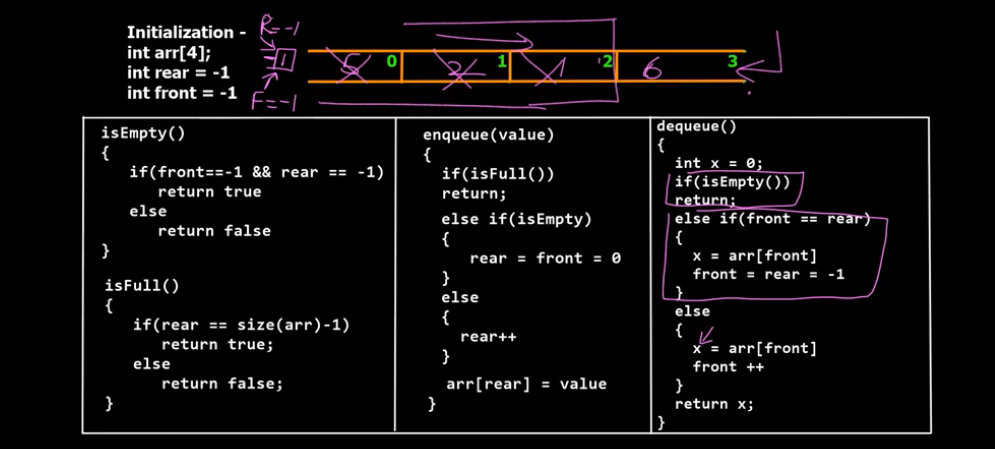 Initialization -
int arr[4];
int rear = -1
int front = -1
R=-1
F=-1
1
5 0 2 1 1 2 6 3
isEmpty()
{
if(front==-1 && rear == -1)
return true
else
return false
}
isFull()
{
if(rear == size(arr)-1)
return true;
else
return false;
}
enqueue(value)
{
if(isFull())
return;
else if(isEmpty)
{
rear = front = 0
}
else
{
rear++
}
arr[rear] = value
}
dequeue()
{
int x = 0;
if(isEmpty())
return;
else if(front == rear)
{
x = arr[front]
front = rear = -1
}
else
{
x = arr[front]
front ++
}
return x;
}